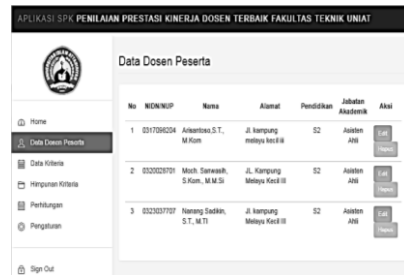 APLIKASI SPK PENILAIAN PRESTASI KINERJA DOSEN TERBAIK FAKULTAS TEKNIK UNIAT
Data Dosen Peserta
No NIDN/NUP Nama Alamat Pendidikan Jabatan Akademik Aksi
1 0317096204 Arisantoso,S.T., M.Kom Jl. kampung melayu kecil iii S2 Asisten Ahli Edit Hapus
2 0320028701 Moch. Sanwasih, S.Kom., M.M.Si JL. Kampung Melayu Kecil III S2 Asisten Ahli Edit Hapus
3 0323037707 Nanang Sadikin, S.T., M.TI Jl. kampung Melayu Kecil III S2 Asisten Ahli Edit Hapus
Home
Data Dosen Peserta
Data Kriteria
Himpunan Kriteria
Perhitungan
Pengaturan
Sign Out